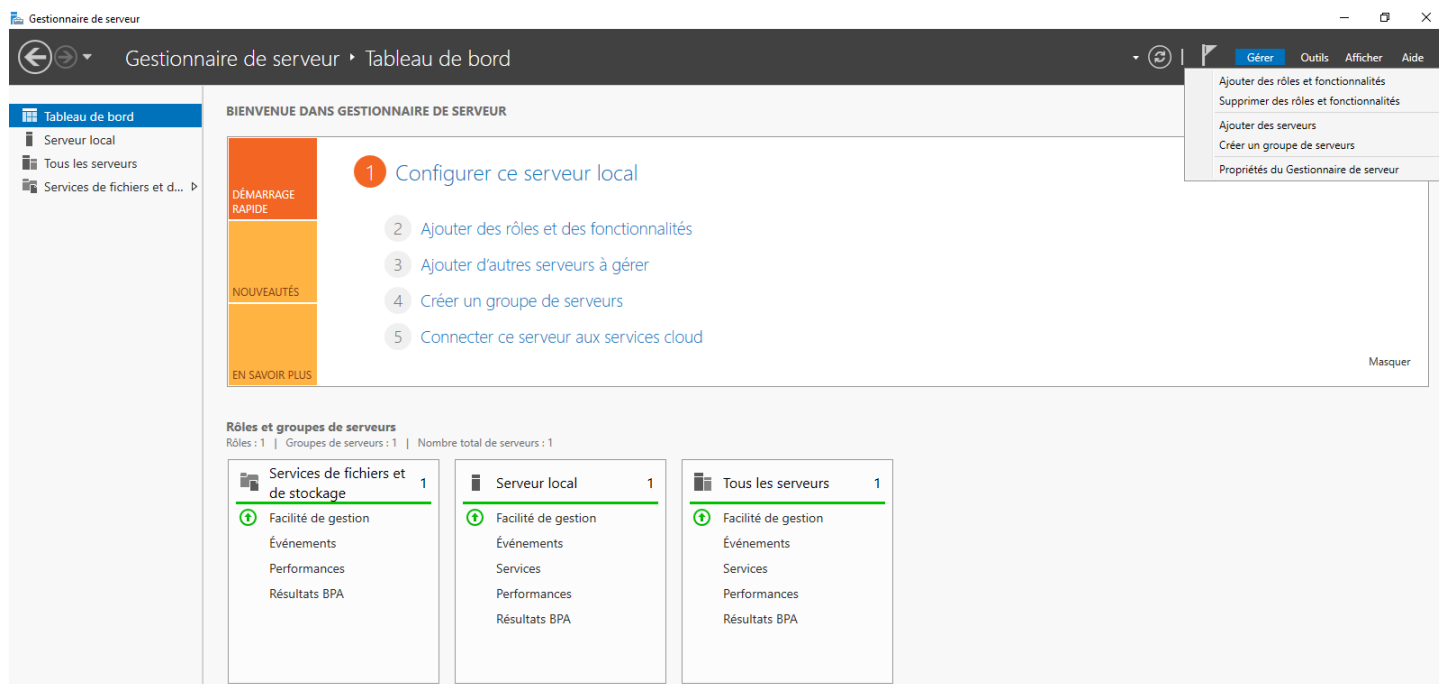 Gestionnaire de serveur
Gestionnaire de serveur ‣ Tableau de bord
Gérer
Outils
Afficher
Aide
Ajouter des rôles et fonctionnalités
Supprimer des rôles et fonctionnalités
Ajouter des serveurs
Créer un groupe de serveurs
Propriétés du Gestionnaire de serveur
Tableau de bord
Serveur local
Tous les serveurs
Services de fichiers et d...
BIENVENUE DANS GESTIONNAIRE DE SERVEUR
DÉMARRAGE
RAPIDE
NOUVEAUTÉS
EN SAVOIR PLUS
1 Configurer ce serveur local
2 Ajouter des rôles et des fonctionnalités
3 Ajouter d’autres serveurs à gérer
4 Créer un groupe de serveurs
5 Connecter ce serveur aux services cloud
Masquer
Rôles et groupes de serveurs
Rôles : 1 | Groupes de serveurs : 1 | Nombre total de serveurs : 1
Services de fichiers et
de stockage
1
Facilité de gestion
Événements
Performances
Résultats BPA
Serveur local 1
Facilité de gestion
Événements
Services
Performances
Résultats BPA
Tous les serveurs 1
Facilité de gestion
Événements
Services
Performances
Résultats BPA